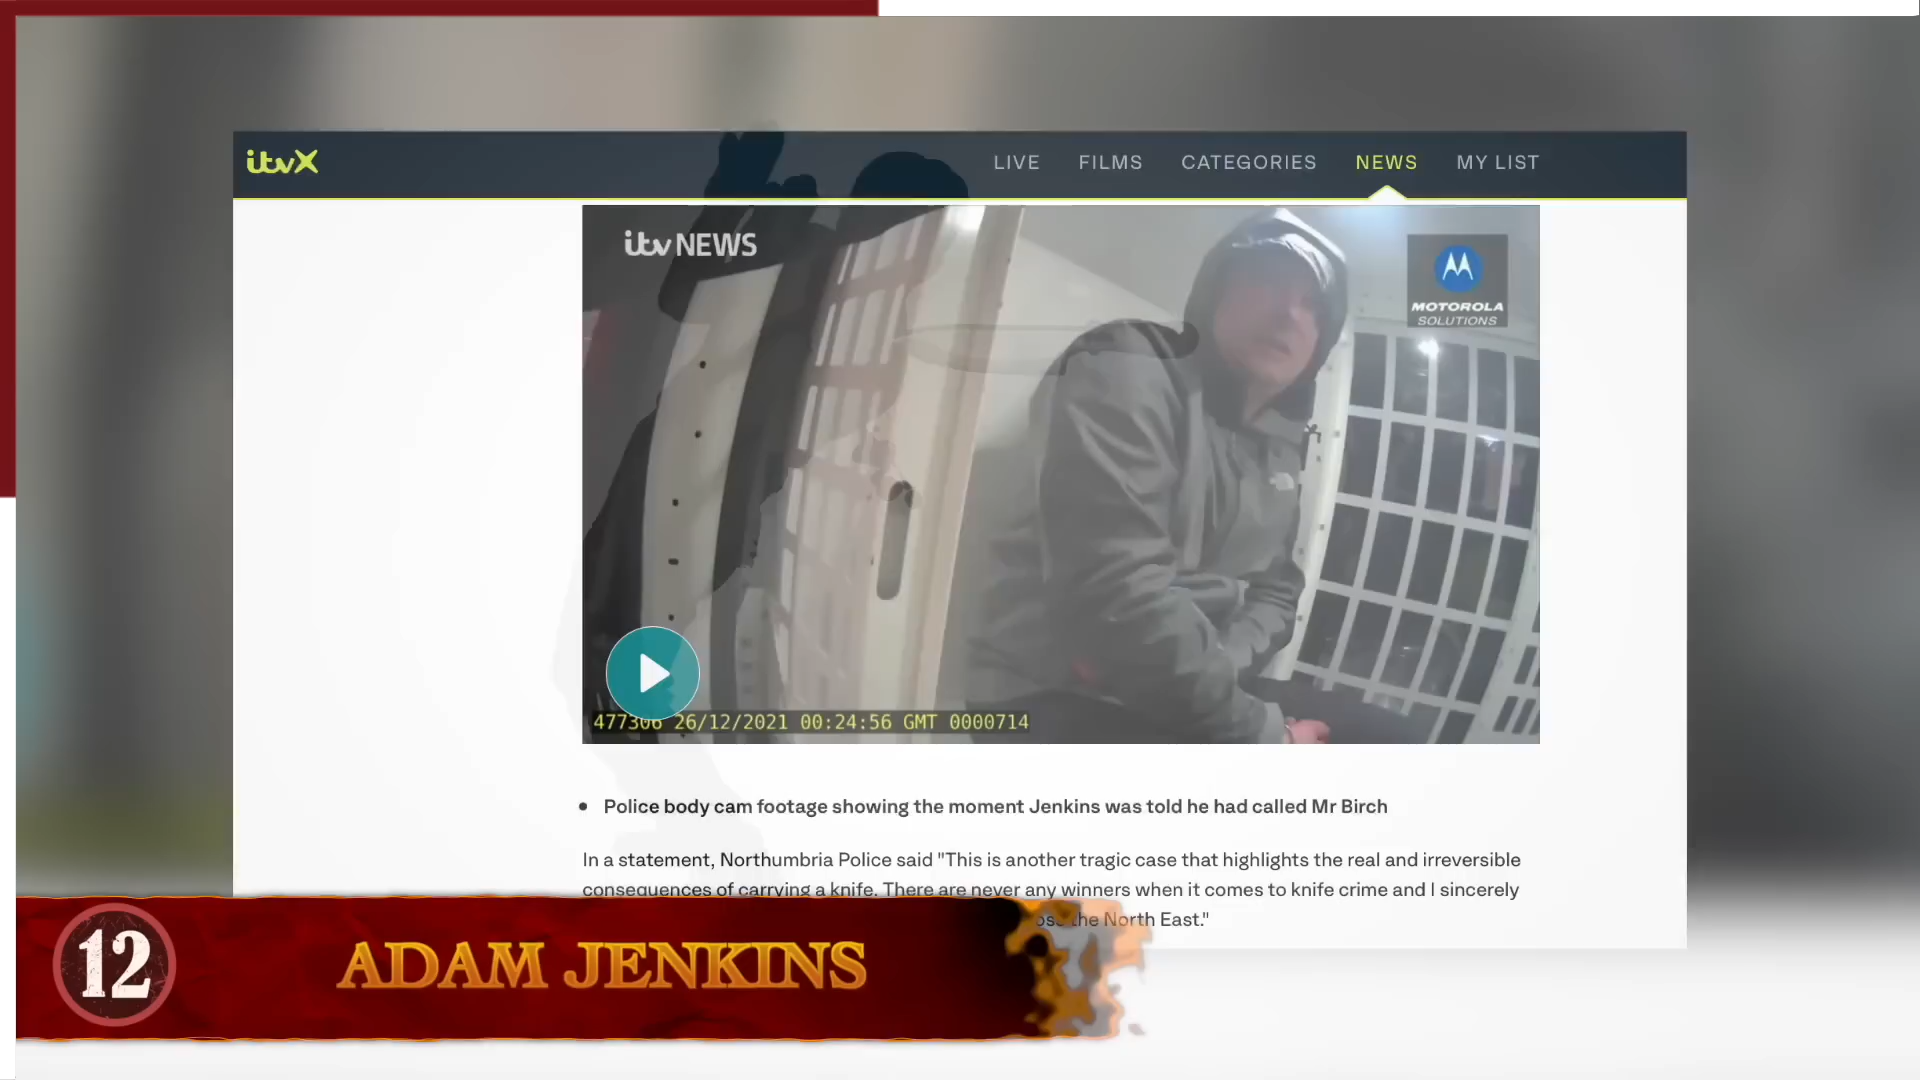 itvX
LIVE FILMS CATEGORIES NEWS MY LIST
itv NEWS
MOTOROLA
SOLUTIONS
477306 26/12/2021 00:24:56 GMT 0000714
• Police body cam footage showing the moment Jenkins was told he had called Mr Birch
In a statement, Northumbria Police said "This is another tragic case that highlights the real and irreversible
consequences of carrying a knife. There are never any winners when it comes to knife crime and I sincerely
the North East."
12
ADAM JENKINS